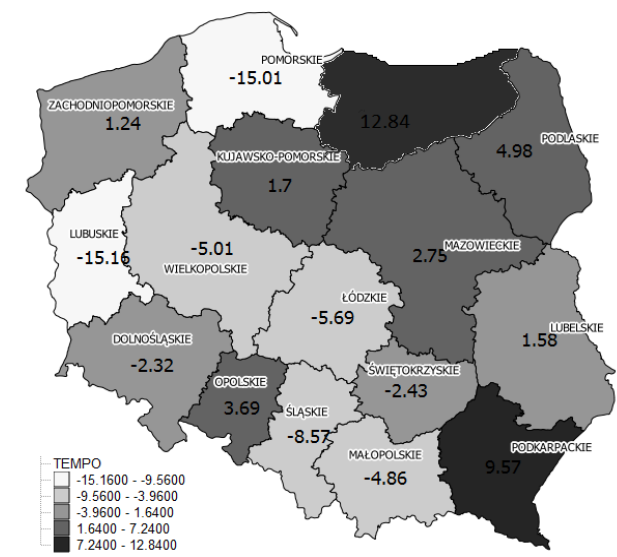 POMORSKIE
-15.01
ZACHODNIOPOMORSKIE
1.24
12.84
PODLASKIE
4.98
KUJAWSKO-POMORSKIE
1.7
LUBUSKIE
-15.16
-5.01
WIELKOPOLSKIE
MAZOWIECKIE
2.75
ŁÓDZKIE
-5.69
LUBELSKIE
1.58
DOLNOŚLĄSKIE
-2.32
ŚWIĘTOKRZYSKIE
-2.43
OPOLSKIE
3.69
ŚLĄSKIE
-8.57
PODKARPACKIE
9.57
MAŁOPOLSKIE
-4.86
TEMPO
-15.1600 - -9.5600
-9.5600 - -3.9600
-3.9600 - 1.6400
1.6400 - 7.2400
7.2400 - 12.8400